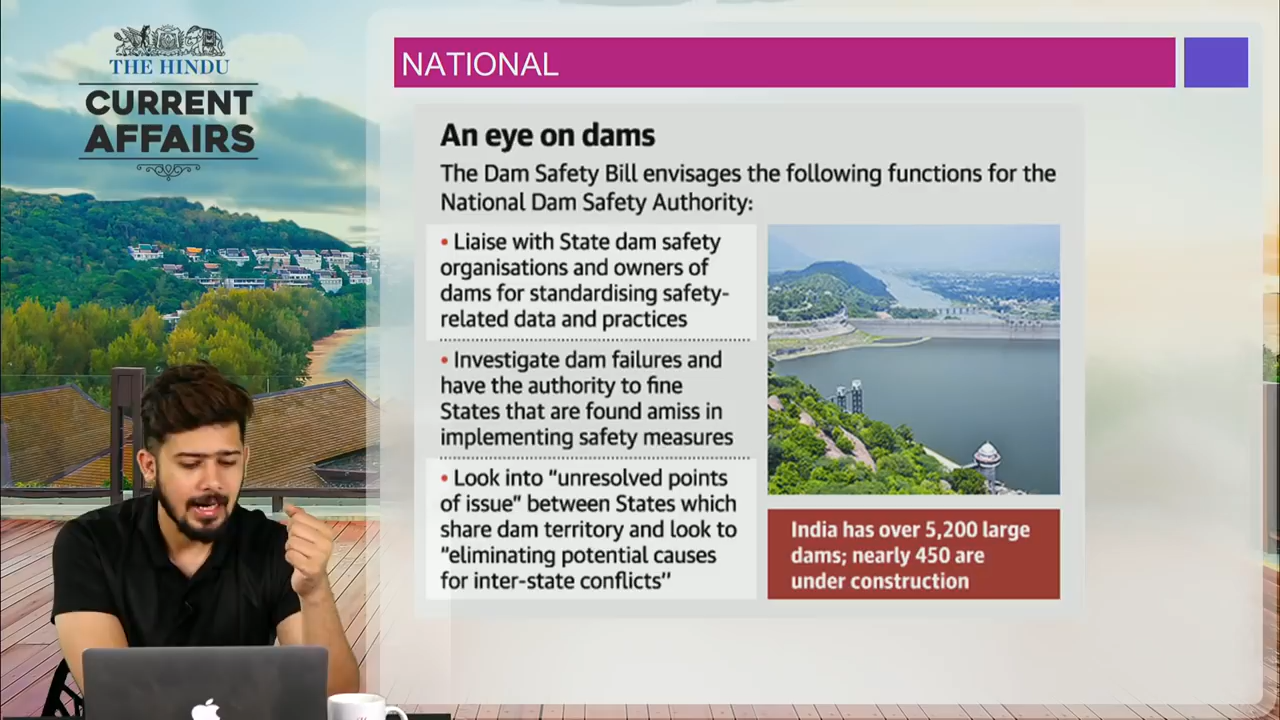 THE HINDU
CURRENT
AFFAIRS
NATIONAL
An eye on dams
The Dam Safety Bill envisages the following functions for the
National Dam Safety Authority:
• Liaise with State dam safety
organisations and owners of
dams for standardising safety-
related data and practices
• Investigate dam failures and
have the authority to fine
States that are found amiss in
implementing safety measures
• Look into "unresolved points
of issue" between States which
share dam territory and look to
"eliminating potential causes
for inter-state conflicts"
India has over 5,200 large
dams; nearly 450 are
under construction